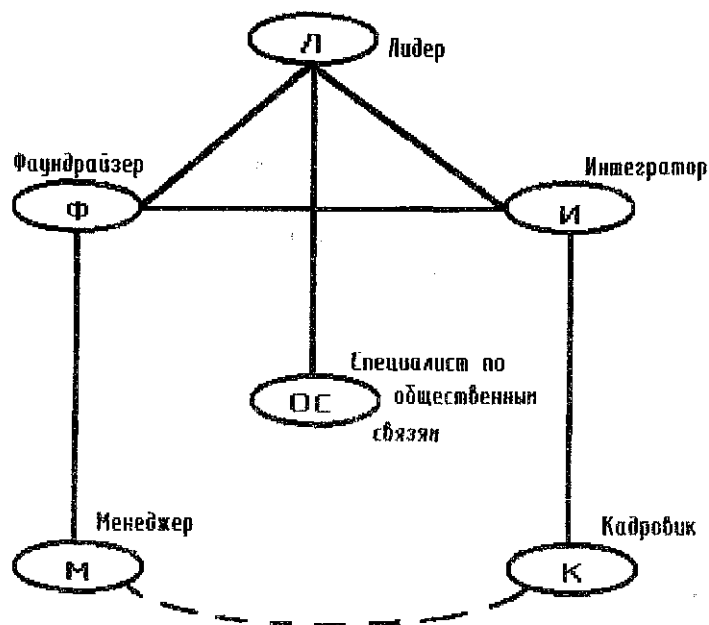 Л
Лидер
Фаундрайзер
Ф
Интегратор
И
Специалист по
общественным
связям
ОС
Менеджер
М
Кадровик
К